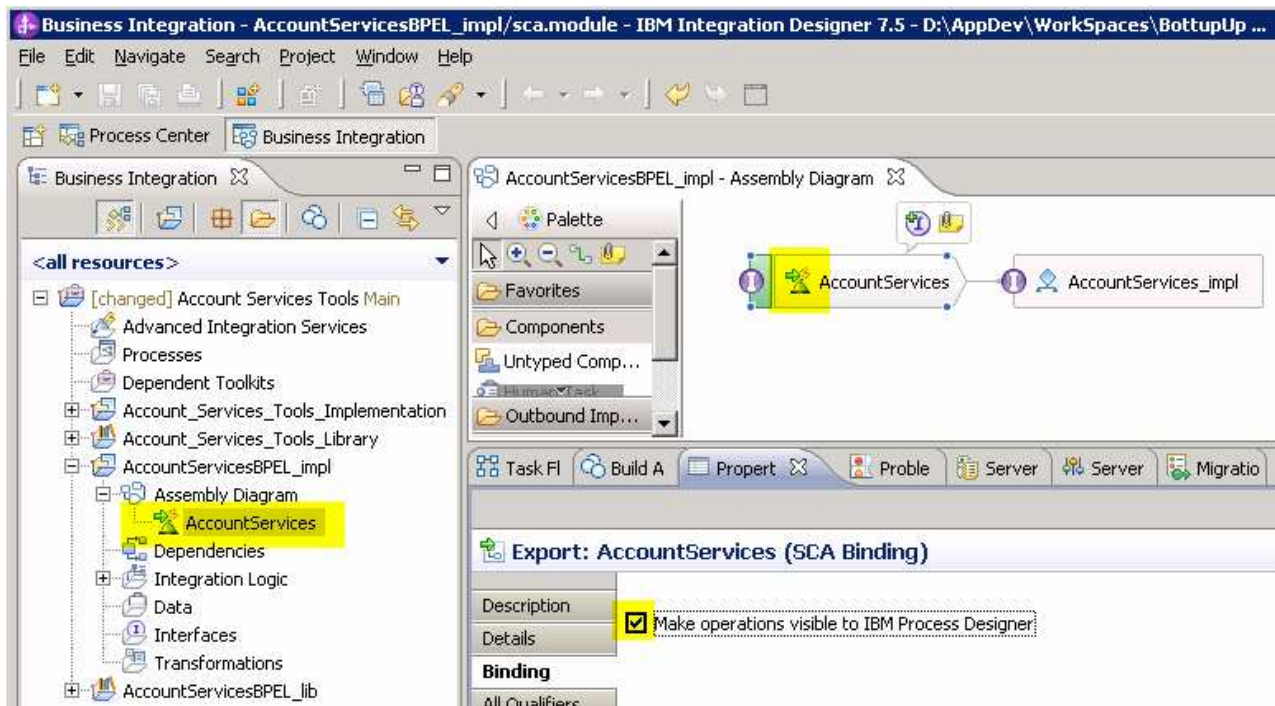 Business Integration - AccountServicesBPEL_impl/sca.module - IBM Integration Designer 7.5 - D:\AppDev\WorkSpaces\BottupUp ...
File Edit Navigate Search Project Window Help
Process Center Business Integration
Business Integration
<all resources>
[changed] Account Services Tools Main
Advanced Integration Services
Processes
Dependent Toolkits
Account_Services_Tools_Implementation
Account_Services_Tools_Library
AccountServicesBPEL_impl
Assembly Diagram
AccountServices
Dependencies
Integration Logic
Data
Interfaces
Transformations
AccountServicesBPEL_lib
AccountServicesBPEL_impl - Assembly Diagram
Palette
Favorites
Components
Untyped Comp...
Human Task
Outbound Imp...
AccountServices
AccountServices_impl
Task Fl Build A Propert Proble Server Server Migratio
Export: AccountServices (SCA Binding)
Description
Details
Binding
All Qualifiers
Make operations visible to IBM Process Designer